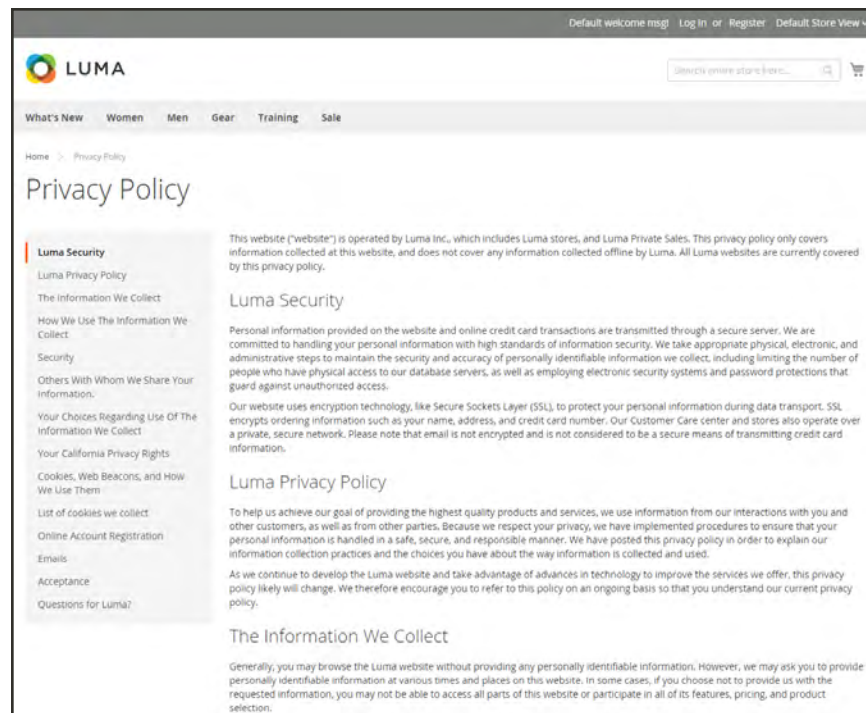 Default welcome msg! Log In or Register Default Store View
LUMA
Search entire store here...
What's New Women Men Gear Training Sale
Home > Privacy Policy
Privacy Policy
Luma Security
Luma Privacy Policy
The Information We Collect
How We Use The Information We
Collect
Security
Others With Whom We Share Your
Information.
Your Choices Regarding Use Of The
Information We Collect
Your California Privacy Rights
Cookies, Web Beacons, and How
We Use Them
List of cookies we collect
Online Account Registration
Emails
Acceptance
Questions for Luma?
This website ("website") is operated by Luma Inc., which includes Luma stores, and Luma Private Sales. This privacy policy only covers
information collected at this website, and does not cover any information collected offline by Luma. All Luma websites are currently covered
by this privacy policy.
Luma Security
Personal information provided on the website and online credit card transactions are transmitted through a secure server. We are
committed to handling your personal information with high standards of information security. We take appropriate physical, electronic, and
administrative steps to maintain the security and accuracy of personally identifiable information we collect, including limiting the number of
people who have physical access to our database servers, as well as employing electronic security systems and password protections that
guard against unauthorized access.
Our website uses encryption technology, like Secure Sockets Layer (SSL), to protect your personal information during data transport. SSL
encrypts ordering information such as your name, address, and credit card number. Our Customer Care center and stores also operate over
a private, secure network. Please note that email is not encrypted and is not considered to be a secure means of transmitting credit card
information.
Luma Privacy Policy
To help us achieve our goal of providing the highest quality products and services, we use information from our interactions with you and
other customers, as well as from other parties. Because we respect your privacy, we have implemented procedures to ensure that your
personal information is handled in a safe, secure, and responsible manner. We have posted this privacy policy in order to explain our
information collection practices and the choices you have about the way information is collected and used.
As we continue to develop the Luma website and take advantage of advances in technology to improve the services we offer, this privacy
policy likely will change. We therefore encourage you to refer to this policy on an ongoing basis so that you understand our current privacy
policy.
The Information We Collect
Generally, you may browse the Luma website without providing any personally identifiable information. However, we may ask you to provide
personally identifiable information at various times and places on this website. In some cases, if you choose not to provide us with the
requested information, you may not be able to access all parts of this website or participate in all of its features, pricing, and product
selection.